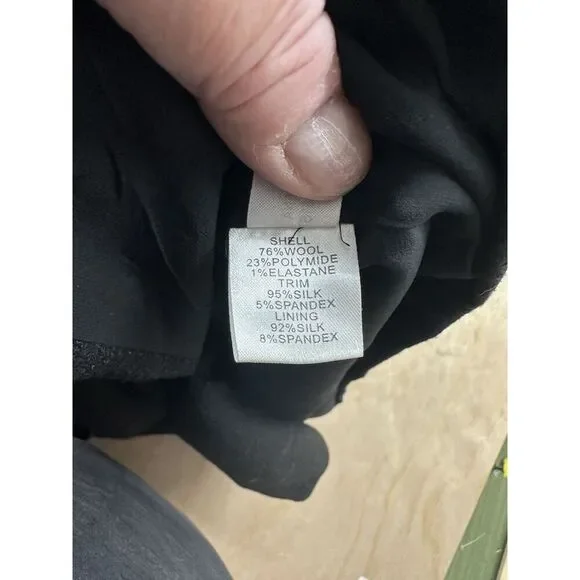 SHELL
76%WOOL
23%POLYMIDE
1%ELASTANE
TRIM
95%SILK
5%SPANDEX
LINING
92%SILK
8%SPANDEX